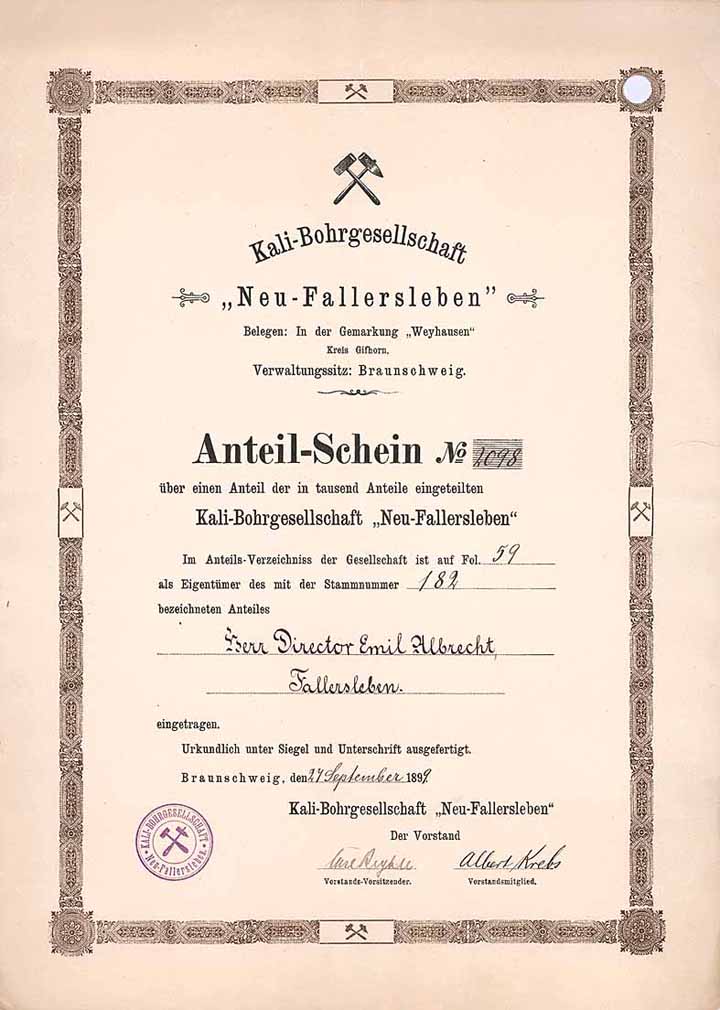 Kali-Bohrgesellschaft
„Neu-Fallersleben”
Belegen: In der Gemarkung „Weyhausen“
Kreis Gifhorn.
Verwaltungssitz: Braunschweig.
Anteil-Schein № 2098
über einen Anteil der in tausend Anteile eingeteilten
Kali-Bohrgesellschaft „Neu-Fallersleben“
Im Anteils-Verzeichniss der Gesellschaft ist auf Fol. 59
als Eigentümer des mit der Stammnummer 182
bezeichneten Anteiles
Herr Director Emil Albrecht,
Fallersleben.
eingetragen.
Urkundlich unter Siegel und Unterschrift ausgefertigt.
Braunschweig, den 27 September 1899
Kali-Bohrgesellschaft „Neu-Fallersleben“
Der Vorstand
Albert Krebs
Vorstands-Vorsitzender. Vorstandsmitglied.
KALI-BOHRGESELLSCHAFT
Neu-Fallersleben.